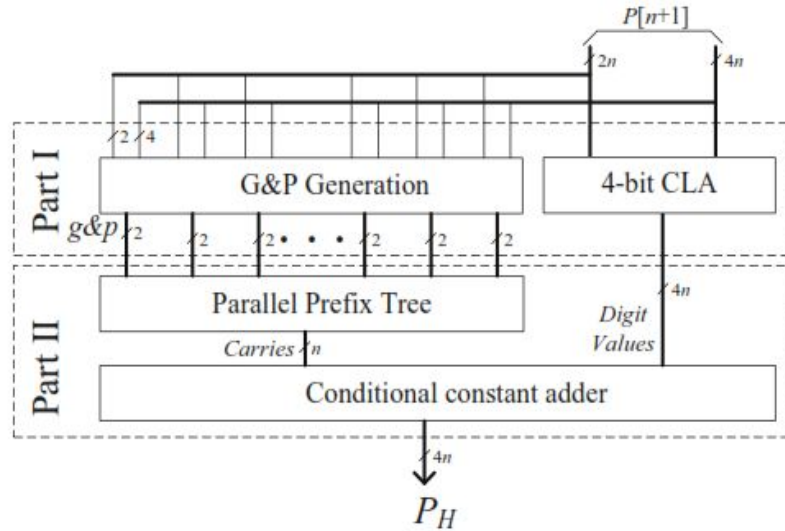 P[n+1]
2n
4n
2
4
Part I
G&P Generation
4-bit CLA
g&p
2
2
2
• • •
2
2
2
Part II
Parallel Prefix Tree
4n
Digit
Values
Carries
n
Conditional constant adder
4n
P_H